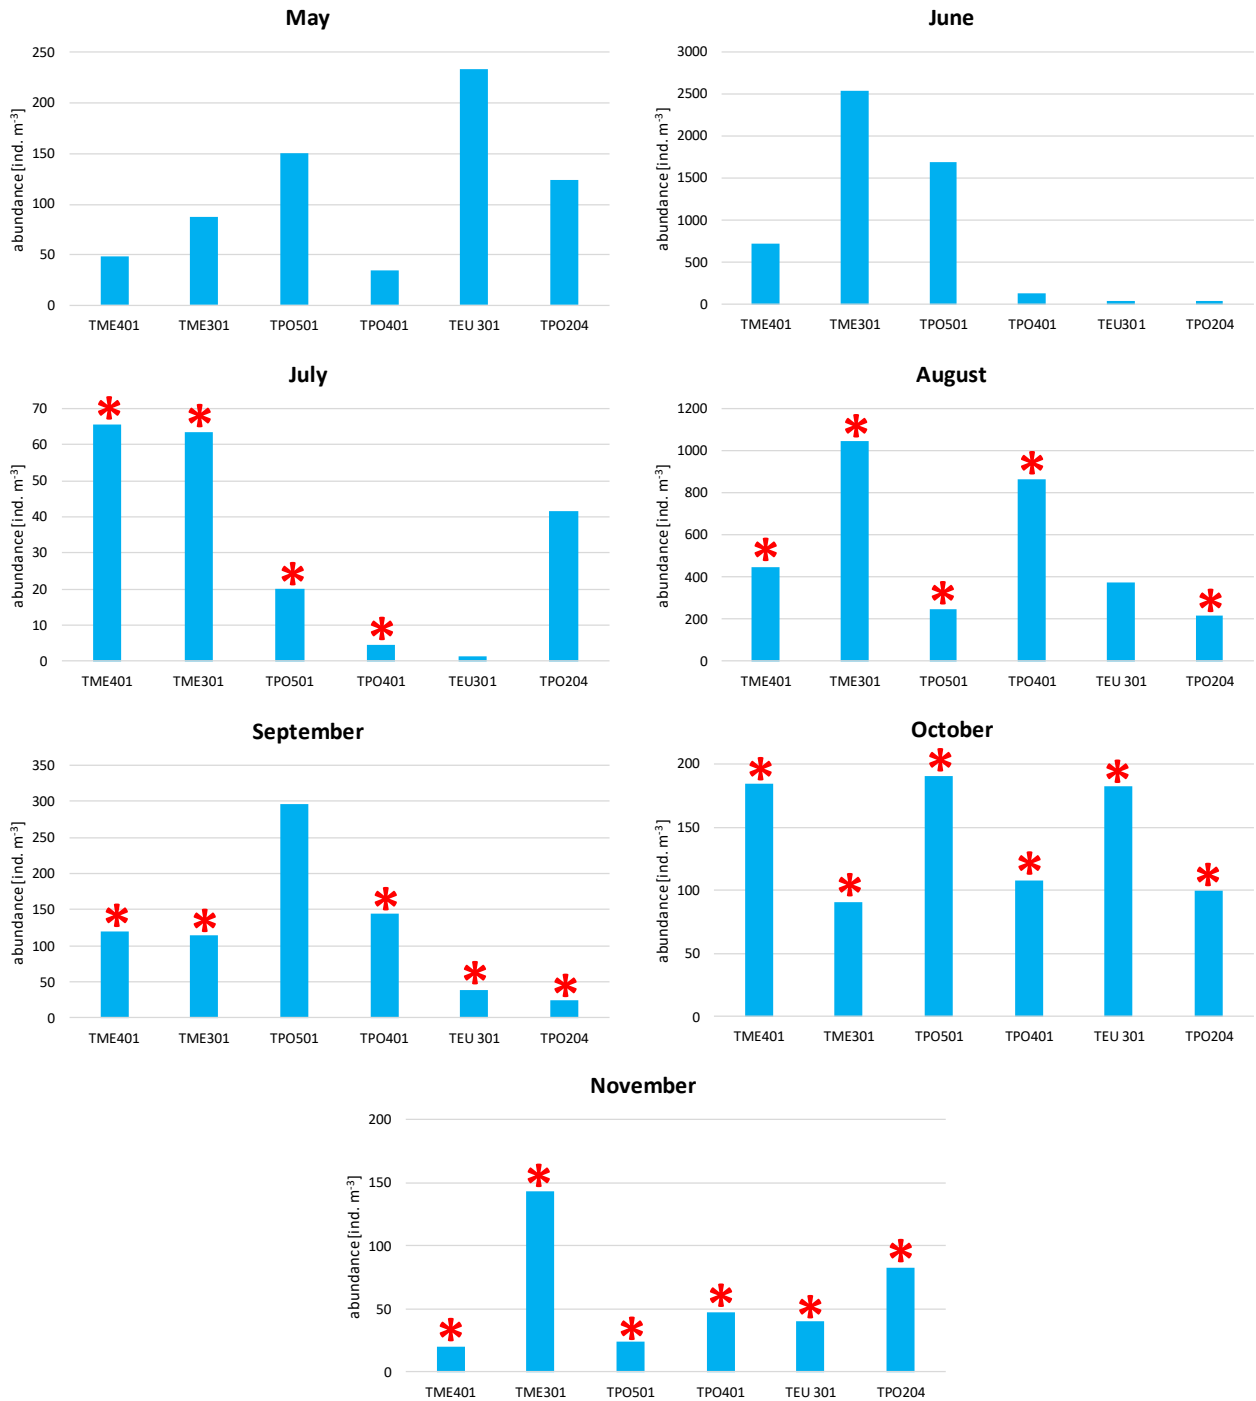 May
250
200
150
100
50
0
abundance [ind. m-3]
TME401 TME301 TPO501 TPO401 TEU 301 TPO204
June
3000
2500
2000
1500
1000
500
0
abundance [ind. m-3]
TME401 TME301 TPO501 TPO401 TEU301 TPO204
July
70
60
50
40
30
20
10
0
abundance [ind. m-3]
* * * *
TME401 TME301 TPO501 TPO401 TEU301 TPO204
August
1200
1000
800
600
400
200
0
abundance [ind. m-3]
* * * * *
TME401 TME301 TPO501 TPO401 TEU 301 TPO204
September
350
300
250
200
150
100
50
0
abundance [ind. m-3]
* * * * *
TME401 TME301 TPO501 TPO401 TEU 301 TPO204
October
200
150
100
50
0
abundance [ind. m-3]
* * * * * *
TME401 TME301 TPO501 TPO401 TEU 301 TPO204
November
200
150
100
50
0
abundance [ind. m-3]
* * * * * *
TME401 TME301 TPO501 TPO401 TEU 301 TPO204